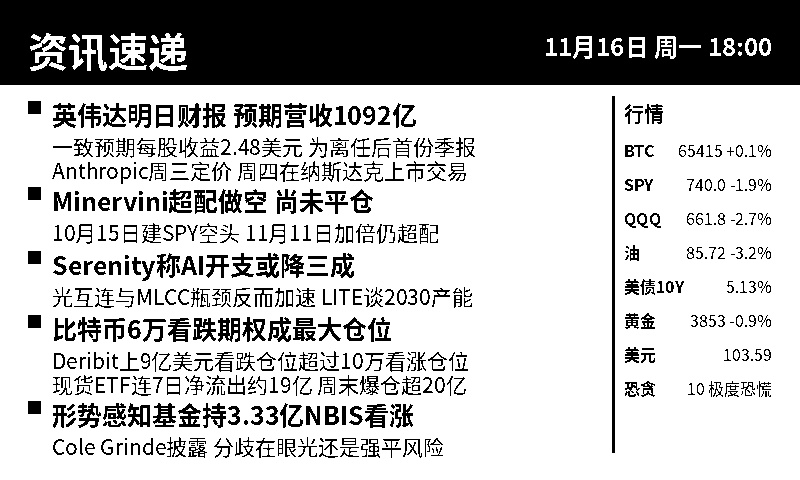 资讯速递
11月16日 周一 18:00
英伟达明日财报 预期营收1092亿
一致预期每股收益2.48美元 为离任后首份季报
Anthropic周三定价 周四在纳斯达克上市交易
Minervini超配做空 尚未平仓
10月15日建SPY空头 11月11日加倍仍超配
Serenity称AI开支或降三成
光互连与MLCC瓶颈反而加速 LITE谈2030产能
比特币6万看跌期权成最大仓位
Deribit上9亿美元看跌仓位超过10万看涨仓位
现货ETF连7日净流出约19亿 周末爆仓超20亿
形势感知基金持3.33亿NBIS看涨
Cole Grinde披露 分歧在眼光还是强平风险
行情
BTC 65415 +0.1%
SPY 740.0 -1.9%
QQQ 661.8 -2.7%
油 85.72 -3.2%
美债10Y 5.13%
黄金 3853 -0.9%
美元 103.59
恐贪 10 极度恐慌